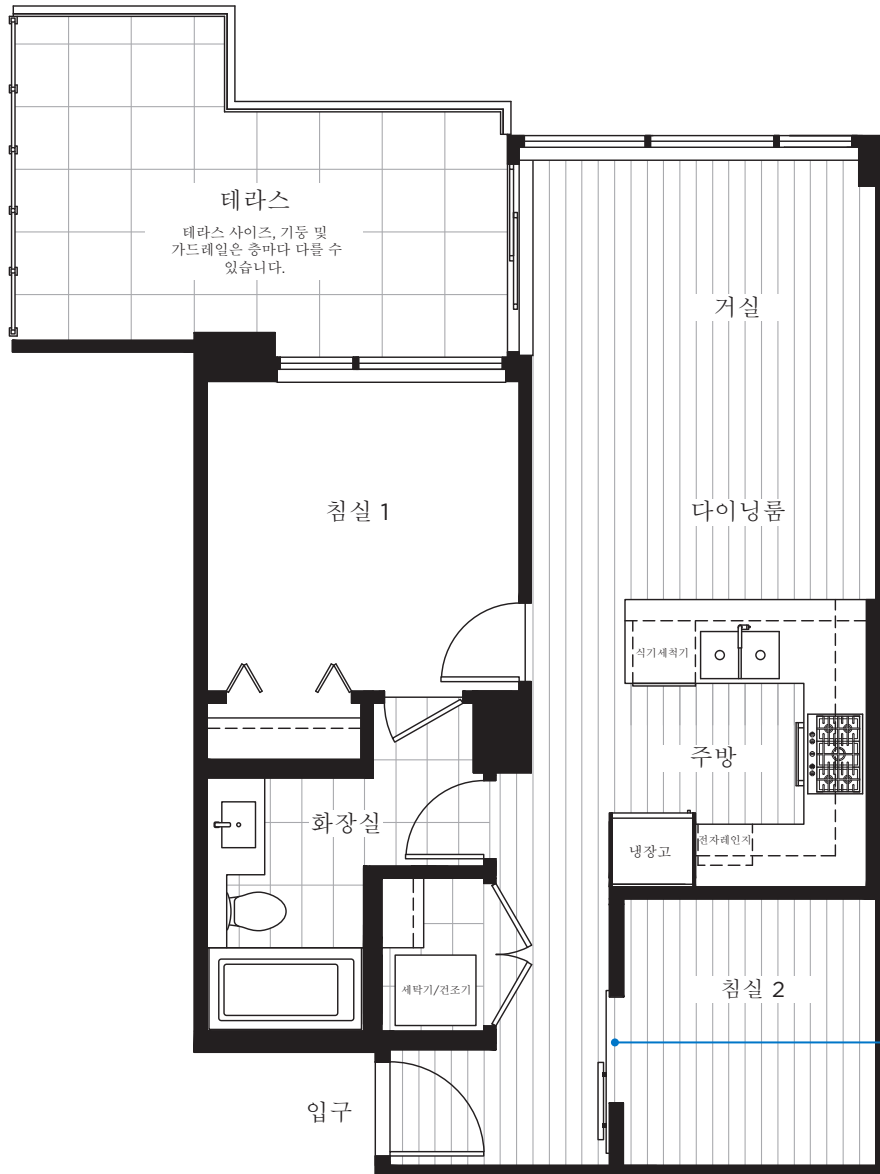 테라스
테라스 사이즈, 기둥 및
가드레일은 층마다 다를 수
있습니다.
거실
침실 1
다이닝룸
식기세척기
주방
화장실
전자레인지
냉장고
세탁기/건조기
침실 2
입구